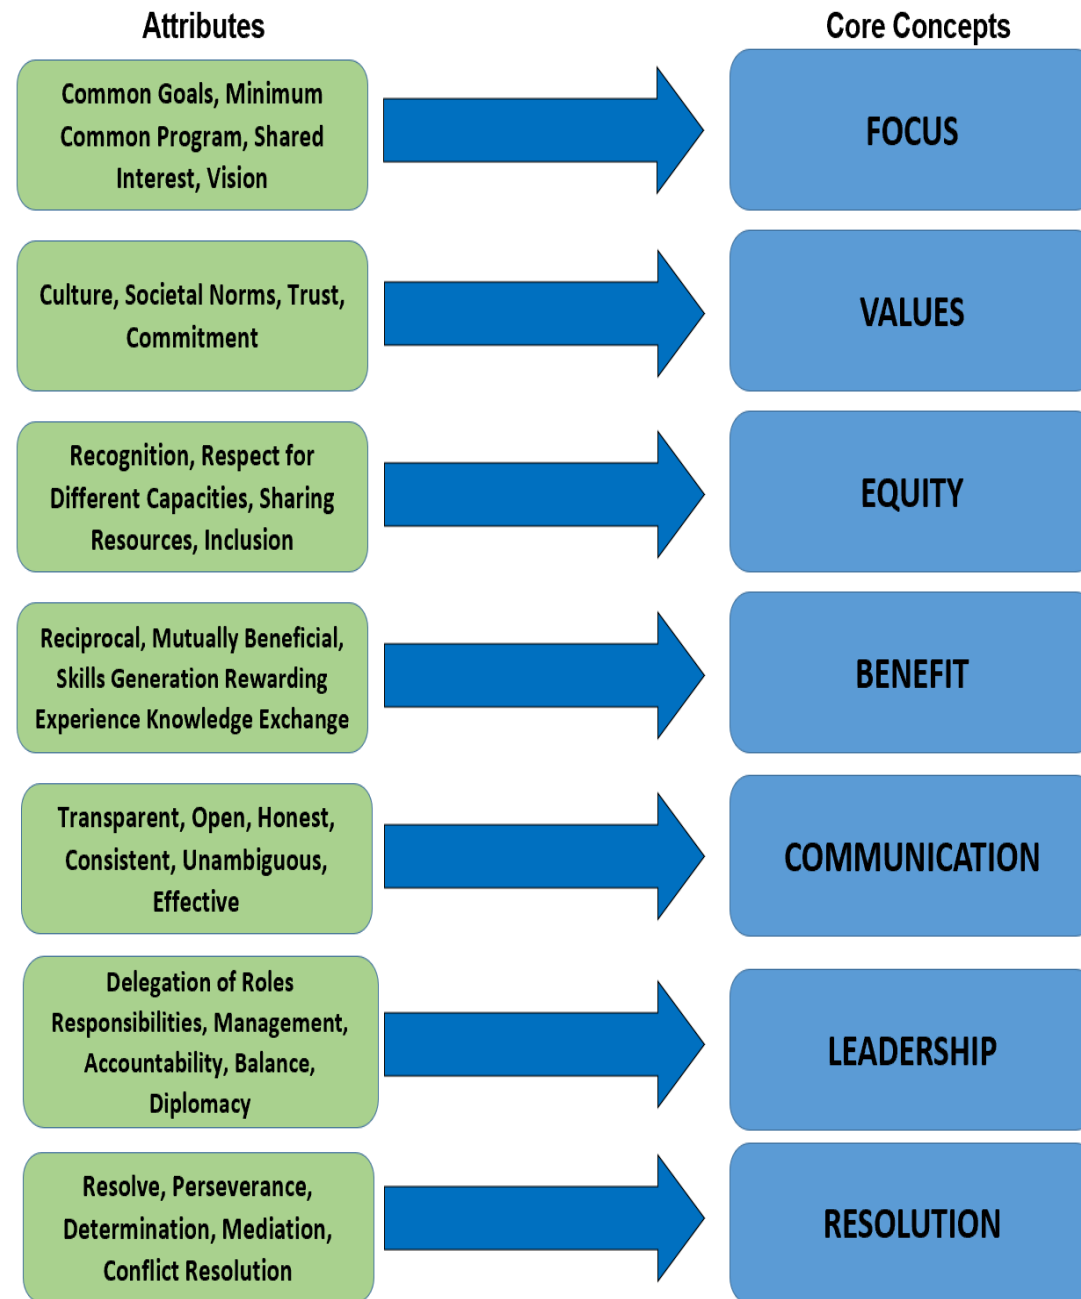 Attributes
Core Concepts
Common Goals, Minimum
Common Program, Shared
Interest, Vision
FOCUS
Culture, Societal Norms, Trust,
Commitment
VALUES
Recognition, Respect for
Different Capacities, Sharing
Resources, Inclusion
EQUITY
Reciprocal, Mutually Beneficial,
Skills Generation Rewarding
Experience Knowledge Exchange
BENEFIT
Transparent, Open, Honest,
Consistent, Unambiguous,
Effective
COMMUNICATION
Delegation of Roles
Responsibilities, Management,
Accountability, Balance,
Diplomacy
LEADERSHIP
Resolve, Perseverance,
Determination, Mediation,
Conflict Resolution
RESOLUTION